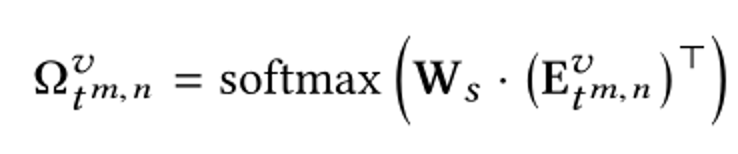 Ω^v_{t^{m,n}} = softmax(W_s · (E^v_{t^{m,n}})^⊤)